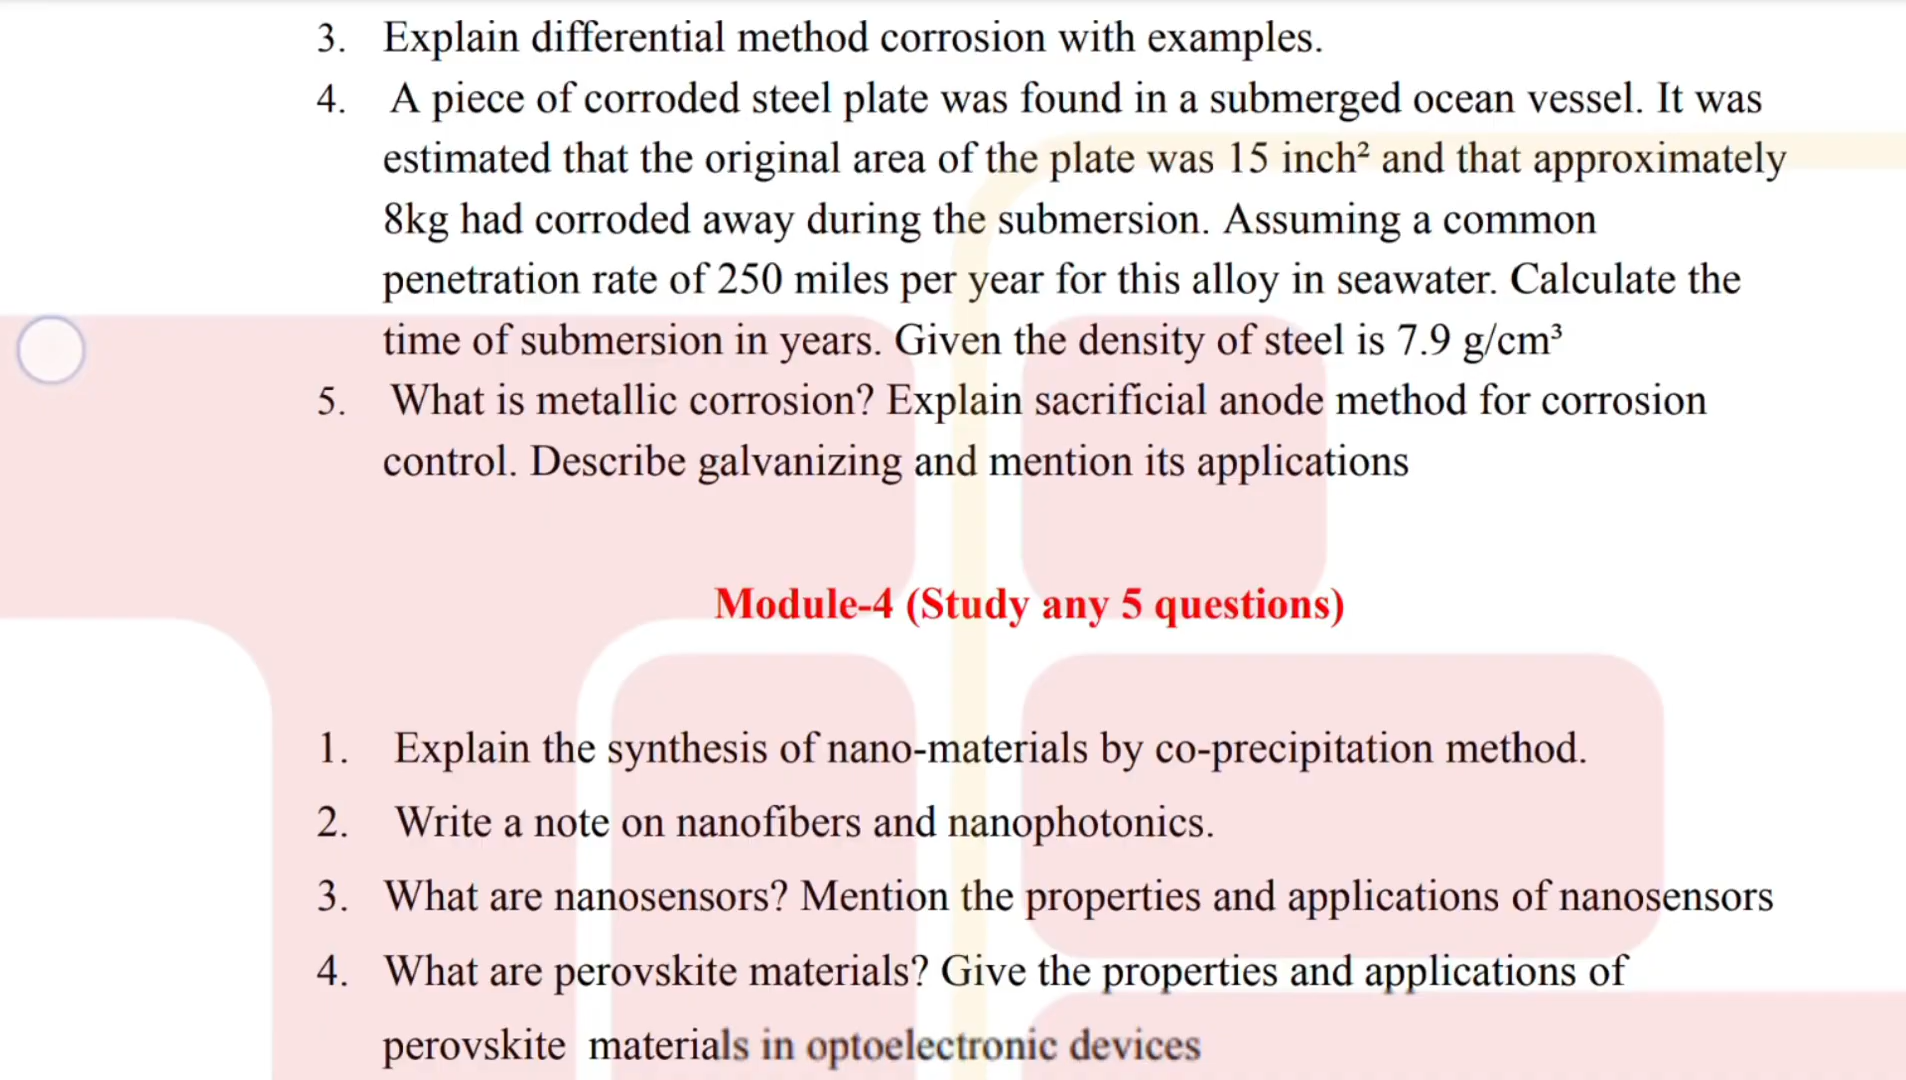 3. Explain differential method corrosion with examples.
4. A piece of corroded steel plate was found in a submerged ocean vessel. It was
estimated that the original area of the plate was 15 inch² and that approximately
8kg had corroded away during the submersion. Assuming a common
penetration rate of 250 miles per year for this alloy in seawater. Calculate the
time of submersion in years. Given the density of steel is 7.9 g/cm³
5. What is metallic corrosion? Explain sacrificial anode method for corrosion
control. Describe galvanizing and mention its applications
Module-4 (Study any 5 questions)
1. Explain the synthesis of nano-materials by co-precipitation method.
2. Write a note on nanofibers and nanophotonics.
3. What are nanosensors? Mention the properties and applications of nanosensors
4. What are perovskite materials? Give the properties and applications of
perovskite materials in optoelectronic devices